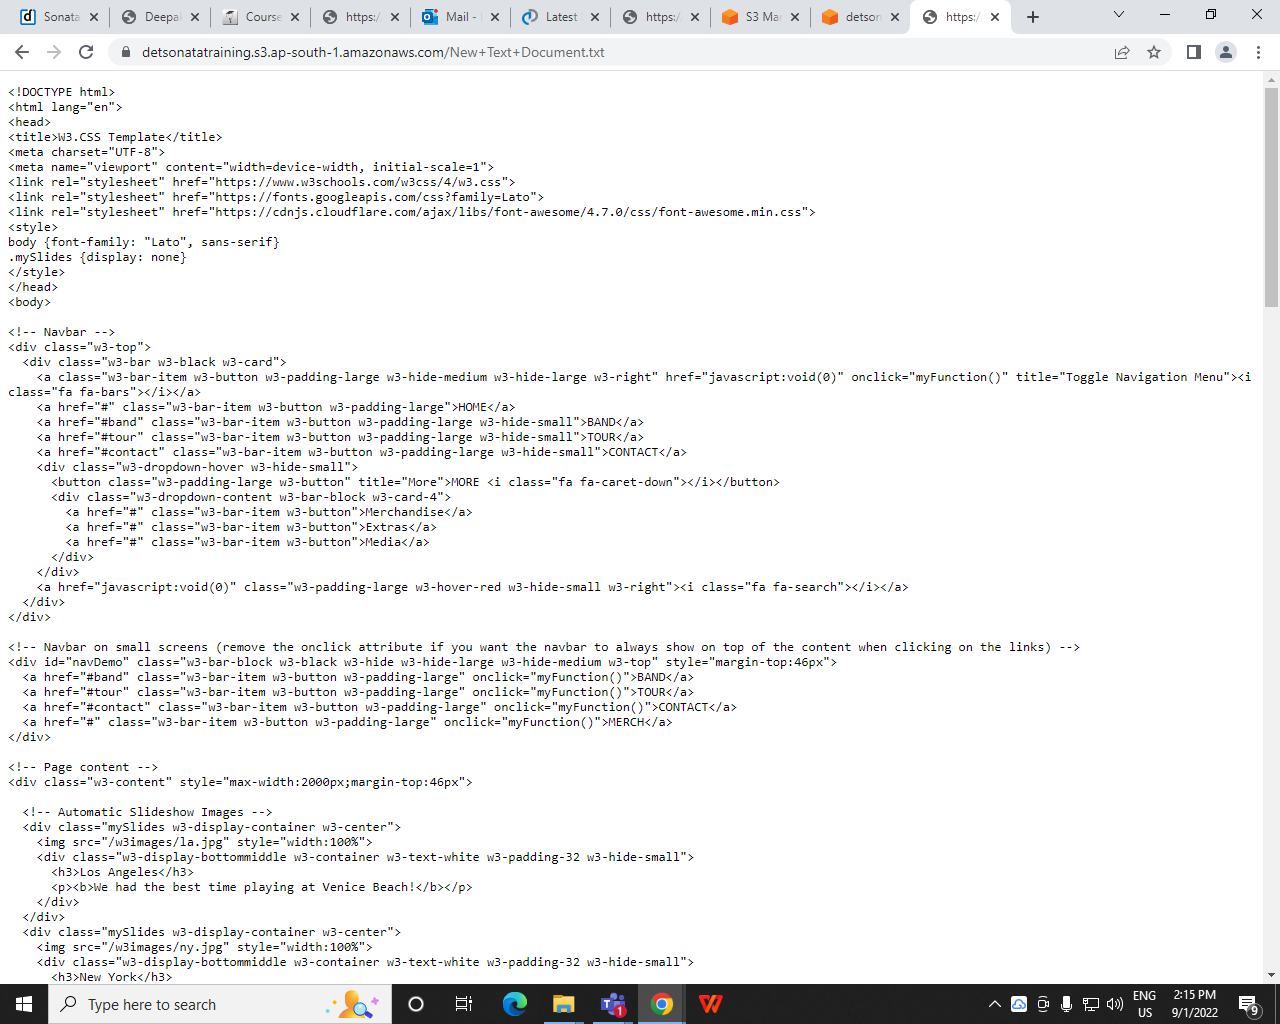 Sonata
Deepa
Course
https:/
Mail -
Latest
https:/
S3 Ma
detson
https:/
detsonatatraining.s3.ap-south-1.amazonaws.com/New+Text+Document.txt
<!DOCTYPE html>
<html lang="en">
<head>
<title>W3.CSS Template</title>
<meta charset="UTF-8">
<meta name="viewport" content="width=device-width, initial-scale=1">
<link rel="stylesheet" href="https://www.w3schools.com/w3css/4/w3.css">
<link rel="stylesheet" href="https://fonts.googleapis.com/css?family=Lato">
<link rel="stylesheet" href="https://cdnjs.cloudflare.com/ajax/libs/font-awesome/4.7.0/css/font-awesome.min.css">
<style>
body {font-family: "Lato", sans-serif}
.mySlides {display: none}
</style>
</head>
<body>
<!-- Navbar -->
<div class="w3-top">
<div class="w3-bar w3-black w3-card">
<a class="w3-bar-item w3-button w3-padding-large w3-hide-medium w3-hide-large w3-right" href="javascript:void(0)" onclick="myFunction()" title="Toggle Navigation Menu"><i
class="fa fa-bars"></i></a>
<a href="#" class="w3-bar-item w3-button w3-padding-large">HOME</a>
<a href="#band" class="w3-bar-item w3-button w3-padding-large w3-hide-small">BAND</a>
<a href="#tour" class="w3-bar-item w3-button w3-padding-large w3-hide-small">TOUR</a>
<a href="#contact" class="w3-bar-item w3-button w3-padding-large w3-hide-small">CONTACT</a>
<div class="w3-dropdown-hover w3-hide-small">
<button class="w3-padding-large w3-button" title="More">MORE <i class="fa fa-caret-down"></i></button>
<div class="w3-dropdown-content w3-bar-block w3-card-4">
<a href="#" class="w3-bar-item w3-button">Merchandise</a>
<a href="#" class="w3-bar-item w3-button">Extras</a>
<a href="#" class="w3-bar-item w3-button">Media</a>
</div>
</div>
<a href="javascript:void(0)" class="w3-padding-large w3-hover-red w3-hide-small w3-right"><i class="fa fa-search"></i></a>
</div>
</div>
<!-- Navbar on small screens (remove the onclick attribute if you want the navbar to always show on top of the content when clicking on the links) -->
<div id="navDemo" class="w3-bar-block w3-black w3-hide w3-hide-large w3-hide-medium w3-top" style="margin-top:46px">
<a href="#band" class="w3-bar-item w3-button w3-padding-large" onclick="myFunction()">BAND</a>
<a href="#tour" class="w3-bar-item w3-button w3-padding-large" onclick="myFunction()">TOUR</a>
<a href="#contact" class="w3-bar-item w3-button w3-padding-large" onclick="myFunction()">CONTACT</a>
<a href="#" class="w3-bar-item w3-button w3-padding-large" onclick="myFunction()">MERCH</a>
</div>
<!-- Page content -->
<div class="w3-content" style="max-width:2000px;margin-top:46px">
<!-- Automatic Slideshow Images -->
<div class="mySlides w3-display-container w3-center">
<img src="/w3images/la.jpg" style="width:100%">
<div class="w3-display-bottommiddle w3-container w3-text-white w3-padding-32 w3-hide-small">
<h3>Los Angeles</h3>
<p><b>We had the best time playing at Venice Beach!</b></p>
</div>
</div>
<div class="mySlides w3-display-container w3-center">
<img src="/w3images/ny.jpg" style="width:100%">
<div class="w3-display-bottommiddle w3-container w3-text-white w3-padding-32 w3-hide-small">
<h3>New York</h3>
Type here to search
1
ENG
US
2:15 PM
9/1/2022
9